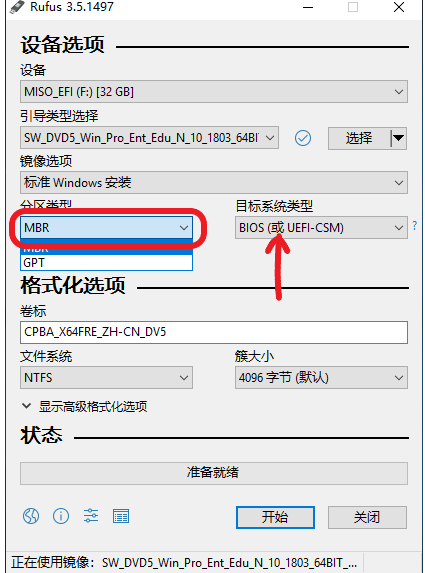 Rufus 3.5.1497
设备选项
设备
MISO_EFI (F:) [32 GB]
引导类型选择
SW_DVD5_Win_Pro_Ent_Edu_N_10_1803_64BIT
选择
镜像选项
标准 Windows 安装
分区类型
目标系统类型
MBR
BIOS (或 UEFI-CSM)
?
MBR
GPT
格式化选项
卷标
CPBA_X64FRE_ZH-CN_DV5
文件系统
簇大小
NTFS
4096 字节 (默认)
显示高级格式化选项
状态
准备就绪
开始
关闭
正在使用镜像: SW_DVD5_Win_Pro_Ent_Edu_N_10_1803_64BIT_...